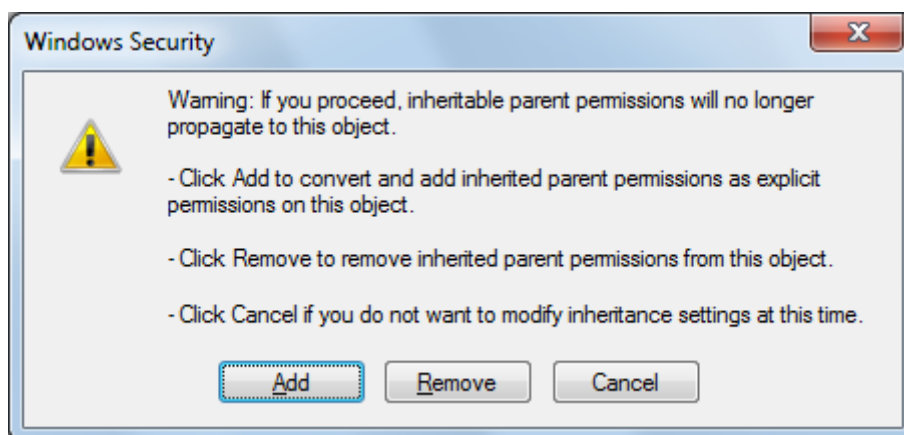 Windows Security
Warning: If you proceed, inheritable parent permissions will no longer
propagate to this object.
- Click Add to convert and add inherited parent permissions as explicit
permissions on this object.
- Click Remove to remove inherited parent permissions from this object.
- Click Cancel if you do not want to modify inheritance settings at this time.
Add Remove Cancel